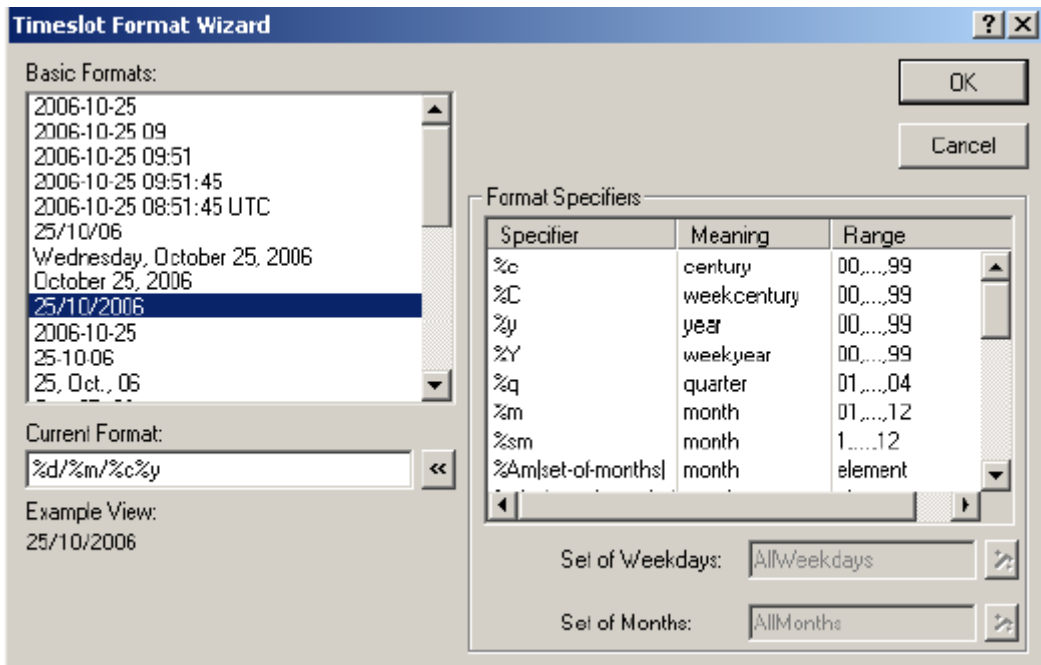 Timeslot Format Wizard
Basic Formats:
2006-10-25
2006-10-25 09
2006-10-25 09:51
2006-10-25 09:51:45
2006-10-25 08:51:45 UTC
25/10/06
Wednesday, October 25, 2006
October 25, 2006
25/10/2006
2006-10-25
25-10-06
25, Oct., 06
Current Format:
%d/%m/%c%y
<<
Example View:
25/10/2006
OK
Cancel
Format Specifiers
Specifier Meaning Range
%c century 00,...,99
%C weekcentury 00,...,99
%y year 00,...,99
%Y weekyear 00,...,99
%q quarter 01,...,04
%m month 01,...,12
%sm month 1,...,12
%Am|set-of-months| month element
Set of Weekdays: AllWeekdays
Set of Months: AllMonths